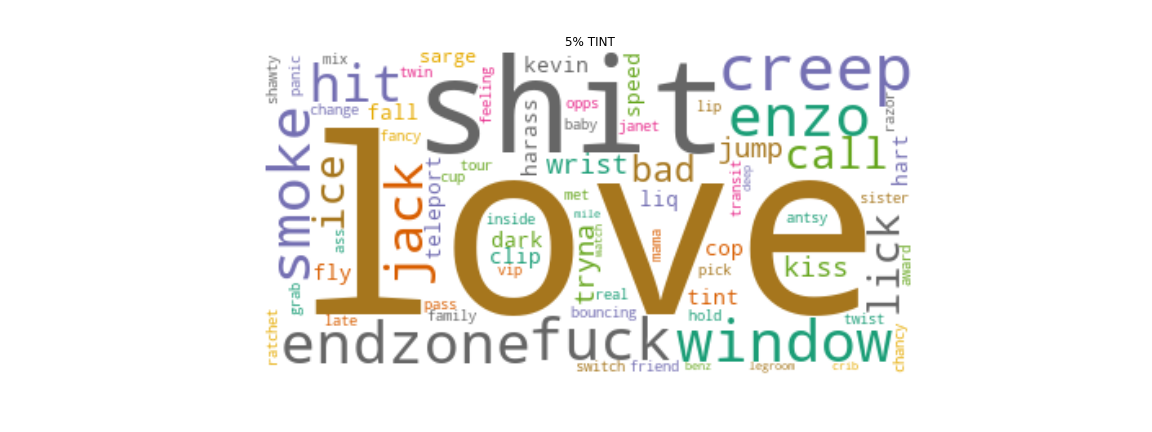 5% TINT
shawty
panic
mix
hit
twin
sarge
feeling
shit
kevin
speed
creep
change
fall
fancy
harass
opps
baby
janet
lip
enzo
razor
smoke
ice
love
jack
teleport
tour
cup
wrist
bad
jump
call
hart
transit
deep
liq
met
sister
ass
inside
mile
dark
clip
vip
tryna
match
mama
cop
pick
antsy
kiss
lick
award
fly
grab
real
tint
pass
family
late
bouncing
hold
twist
ratchet
endzone
fuck
window
chancy
switch
friend
benz
legroom
crib